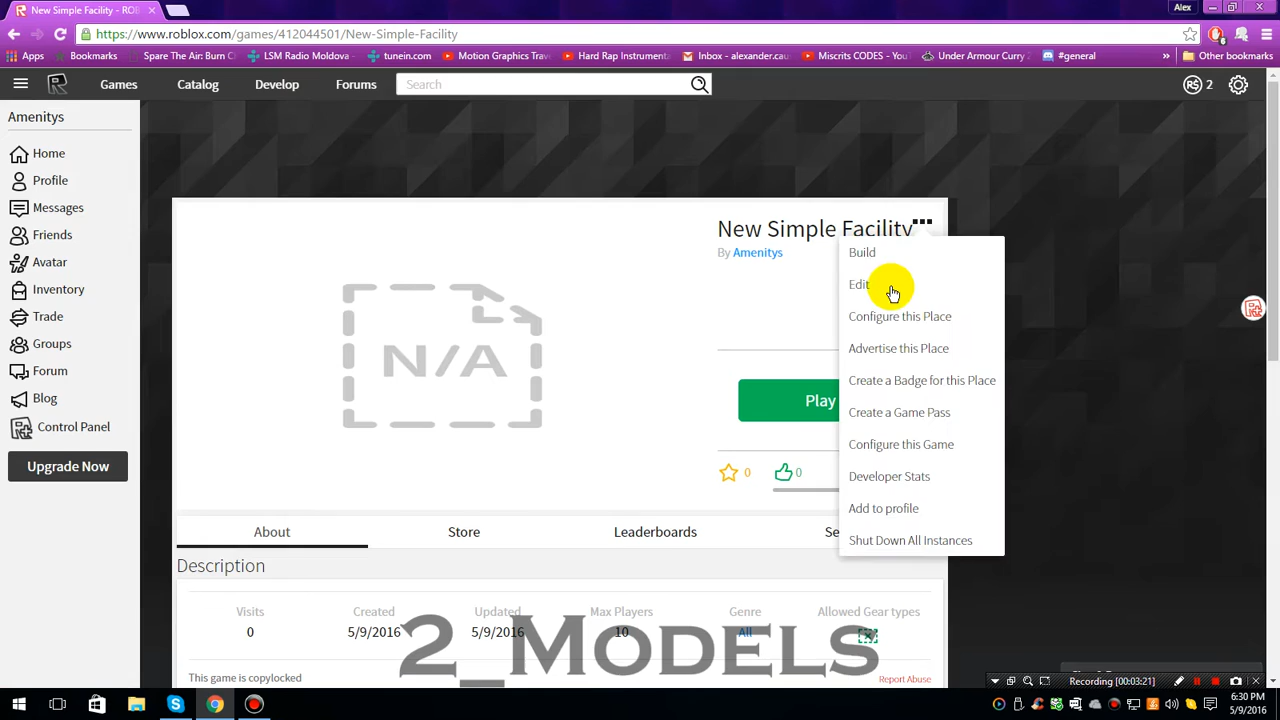 New Simple Facility - ROB
Alex
https://www.roblox.com/games/412044501/New-Simple-Facility
Apps
Bookmarks
Spare The Air Burn C
LSM Radio Moldova -
tunein.com
Motion Graphics Trave
Hard Rap Instrumenta
Inbox - alexander.cau
Miscrits CODES - You
Under Armour Curry
#general
»
Other bookmarks
Games
Catalog
Develop
Forums
Search
R$ 2
Amenitys
Home
Profile
Messages
Friends
Avatar
Inventory
Trade
Groups
Forum
Blog
Control Panel
Upgrade Now
N/A
New Simple Facility
By Amenitys
Build
Edit
Configure this Place
Advertise this Place
Create a Badge for this Place
Create a Game Pass
Configure this Game
Developer Stats
Add to profile
Shut Down All Instances
Play
0
0
About
Store
Leaderboards
Se
Description
Visits
Created
Updated
Max Players
Genre
Allowed Gear types
0
5/9/2016
5/9/2016
10
All
2_Models
This game is copylocked
Report Abuse
Recording [00:03:21]
6:30 PM
5/9/2016